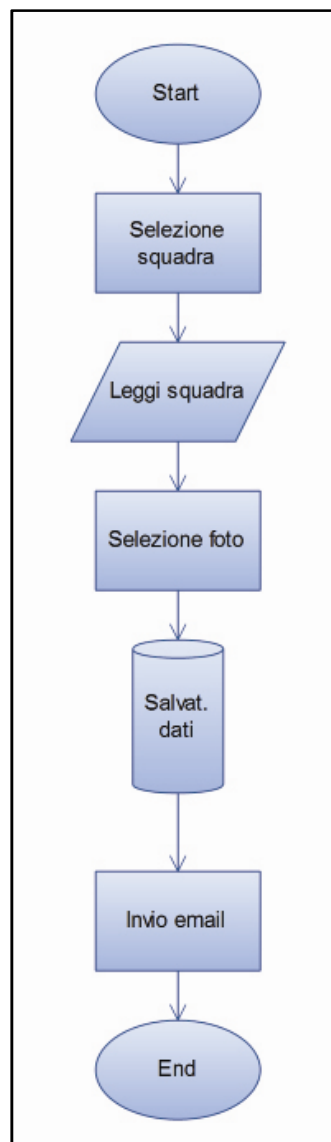 Start
Selezione
squadra
Leggi squadra
Selezione foto
Salvat.
dati
Invio email
End